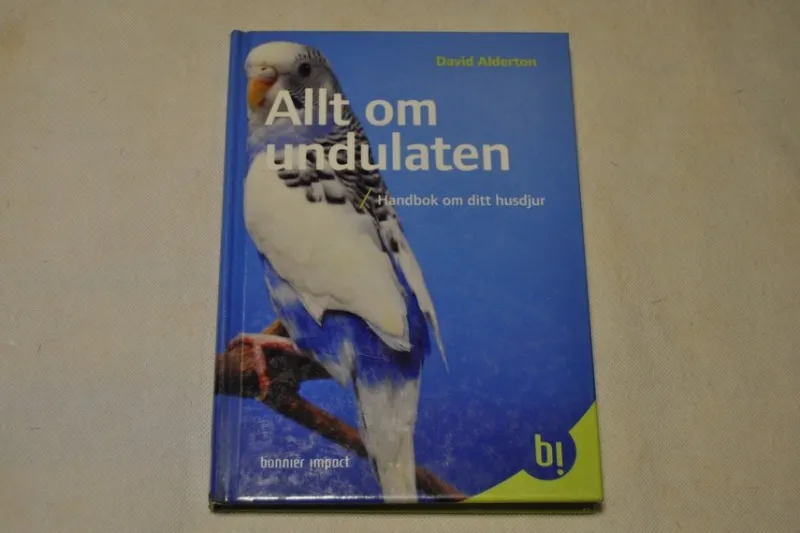 David Alderton
Allt om
undulaten
/ Handbok om ditt husdjur
bonnier impact
b!